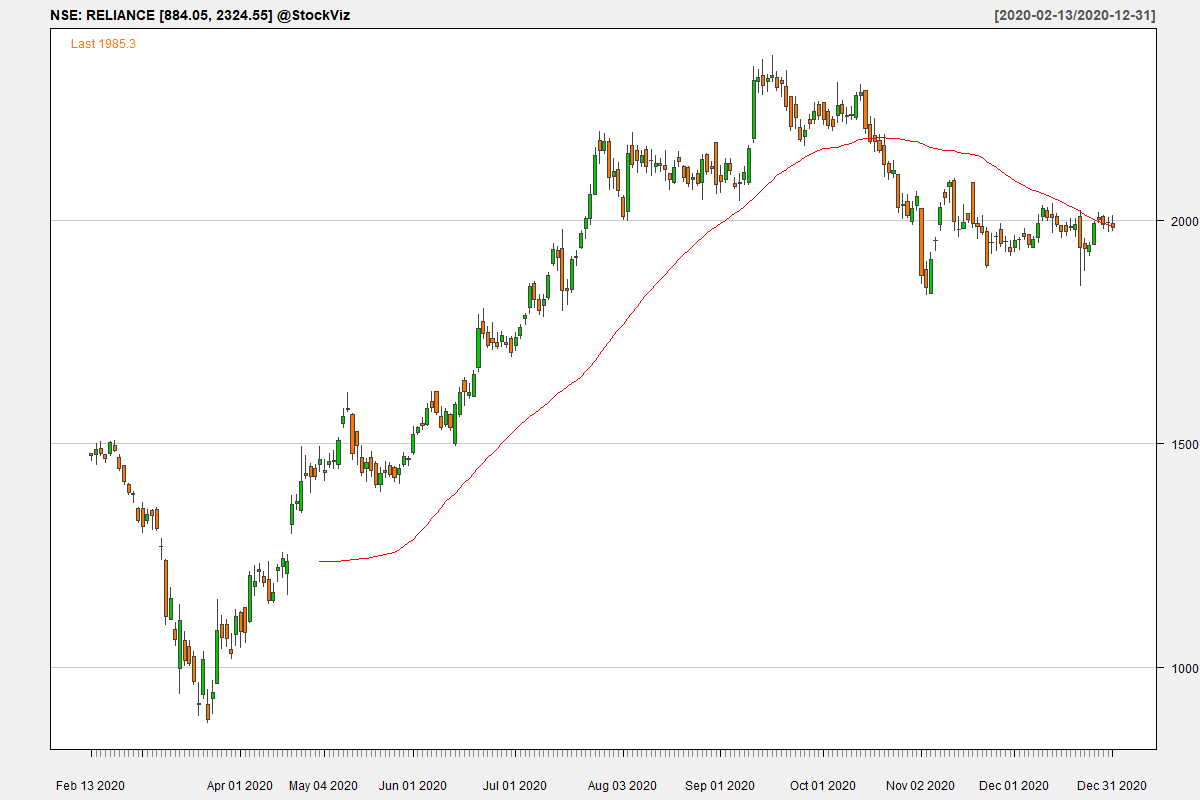 NSE: RELIANCE [884.05, 2324.55] @StockViz
[2020-02-13/2020-12-31]
Last 1985.3
2000
1500
1000
Feb 13 2020 Apr 01 2020 May 04 2020 Jun 01 2020 Jul 01 2020 Aug 03 2020 Sep 01 2020 Oct 01 2020 Nov 02 2020 Dec 01 2020 Dec 31 2020